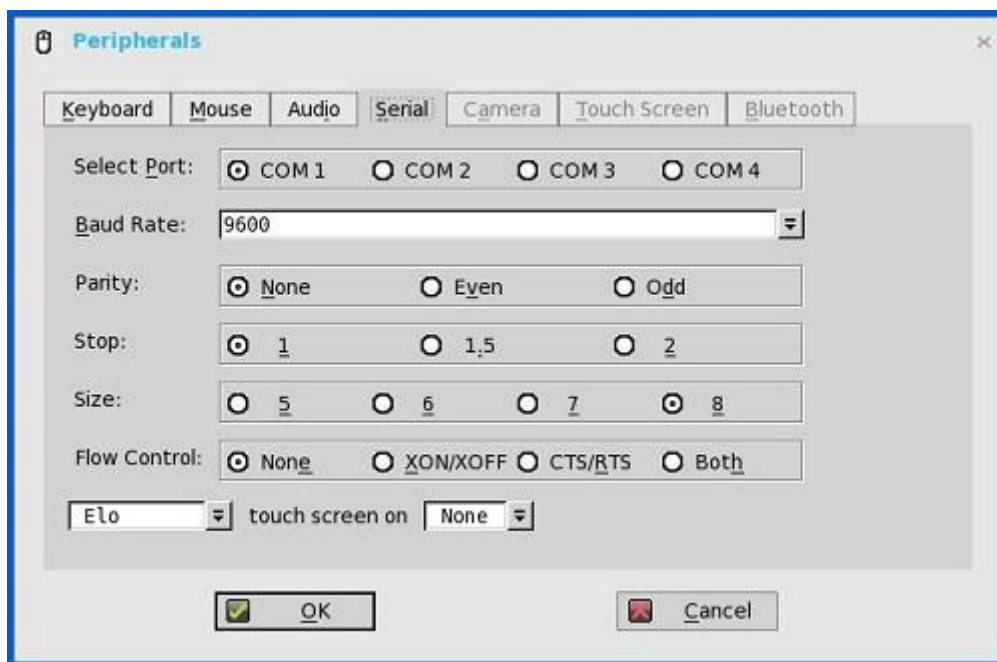 Peripherals
Keyboard Mouse Audio Serial Camera Touch Screen Bluetooth
Select Port: COM 1 COM 2 COM 3 COM 4
Baud Rate: 9600
Parity: None Even Odd
Stop: 1 1.5 2
Size: 5 6 7 8
Flow Control: None XON/XOFF CTS/RTS Both
Elo touch screen on None
OK Cancel